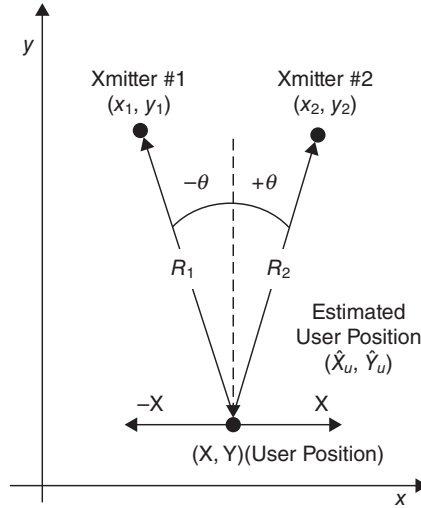 y
Xmitter #1
(x₁, y₁)
Xmitter #2
(x₂, y₂)
−θ
+θ
R₁
R₂
Estimated
User Position
(X̂ᵤ, Ŷᵤ)
−X
X
(X, Y)(User Position)
x